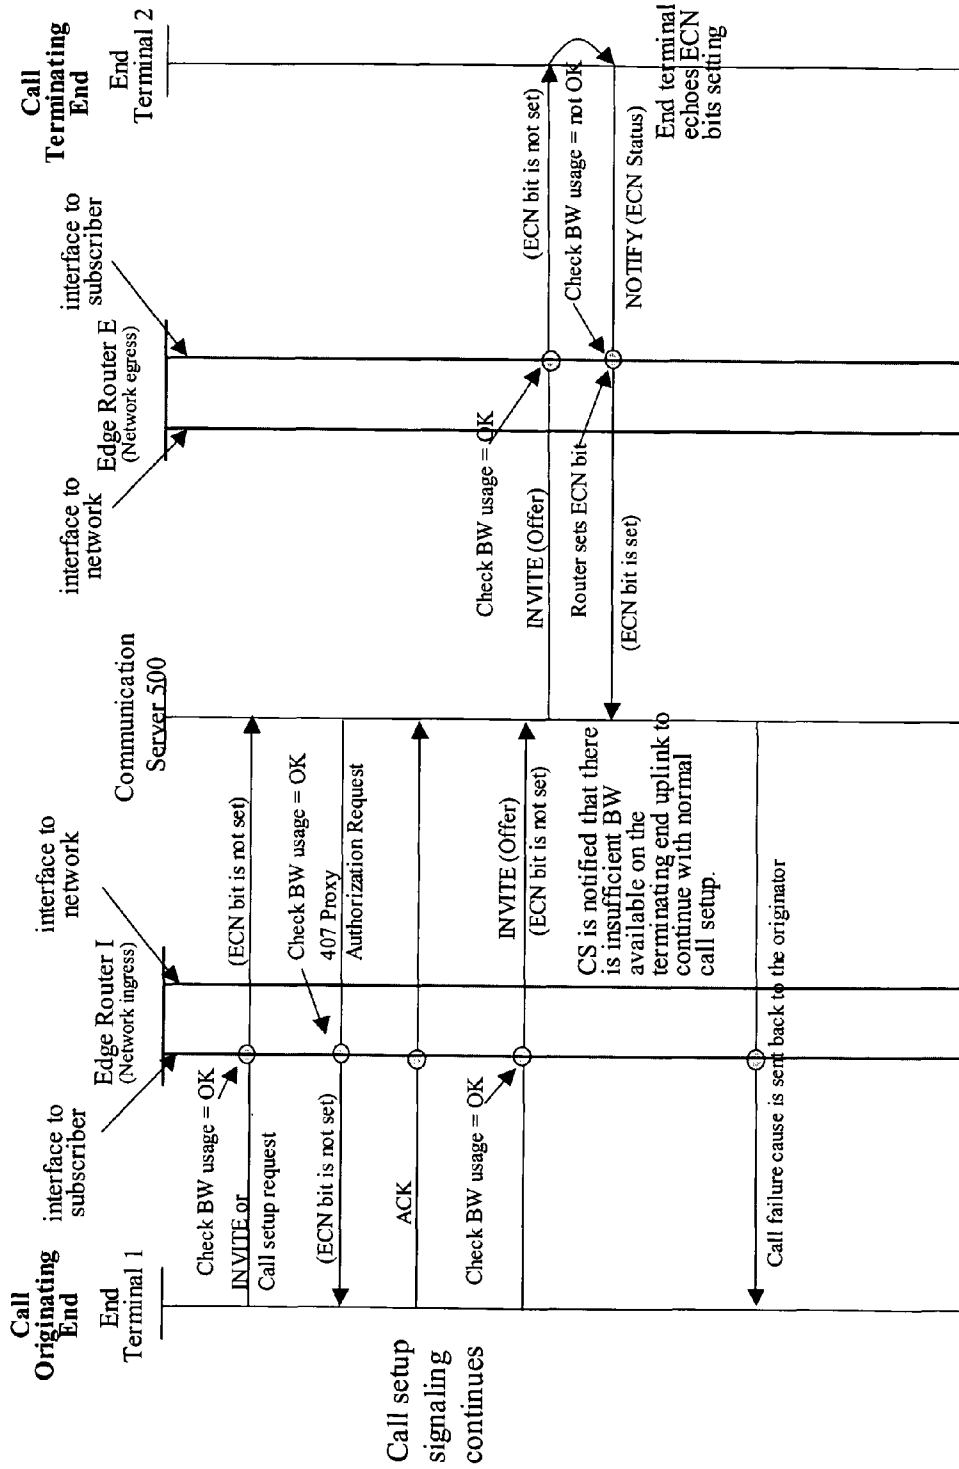 Call
Originating
End
End
Terminal 1
interface to
subscriber
Edge Router I
(Network ingress)
interface to
network
Communication
Server 500
interface to
network
Edge Router E
(Network egress)
interface to
subscriber
Call
Terminating
End
End
Terminal 2
Check BW usage = OK
INVITE or
Call setup request
(ECN bit is not set)
Check BW usage = OK
407 Proxy
Authorization Request
(ECN bit is not set)
Call setup
signaling
continues
ACK
Check BW usage = OK
INVITE (Offer)
(ECN bit is not set)
Check BW usage = OK
INVITE (Offer)
(ECN bit is not set)
Check BW usage = not OK
Router sets ECN bit
NOTIFY (ECN Status)
(ECN bit is set)
End terminal
echoes ECN
bits setting
CS is notified that there
is insufficient BW
available on the
terminating end uplink to
continue with normal
call setup.
Call failure cause is sent back to the originator